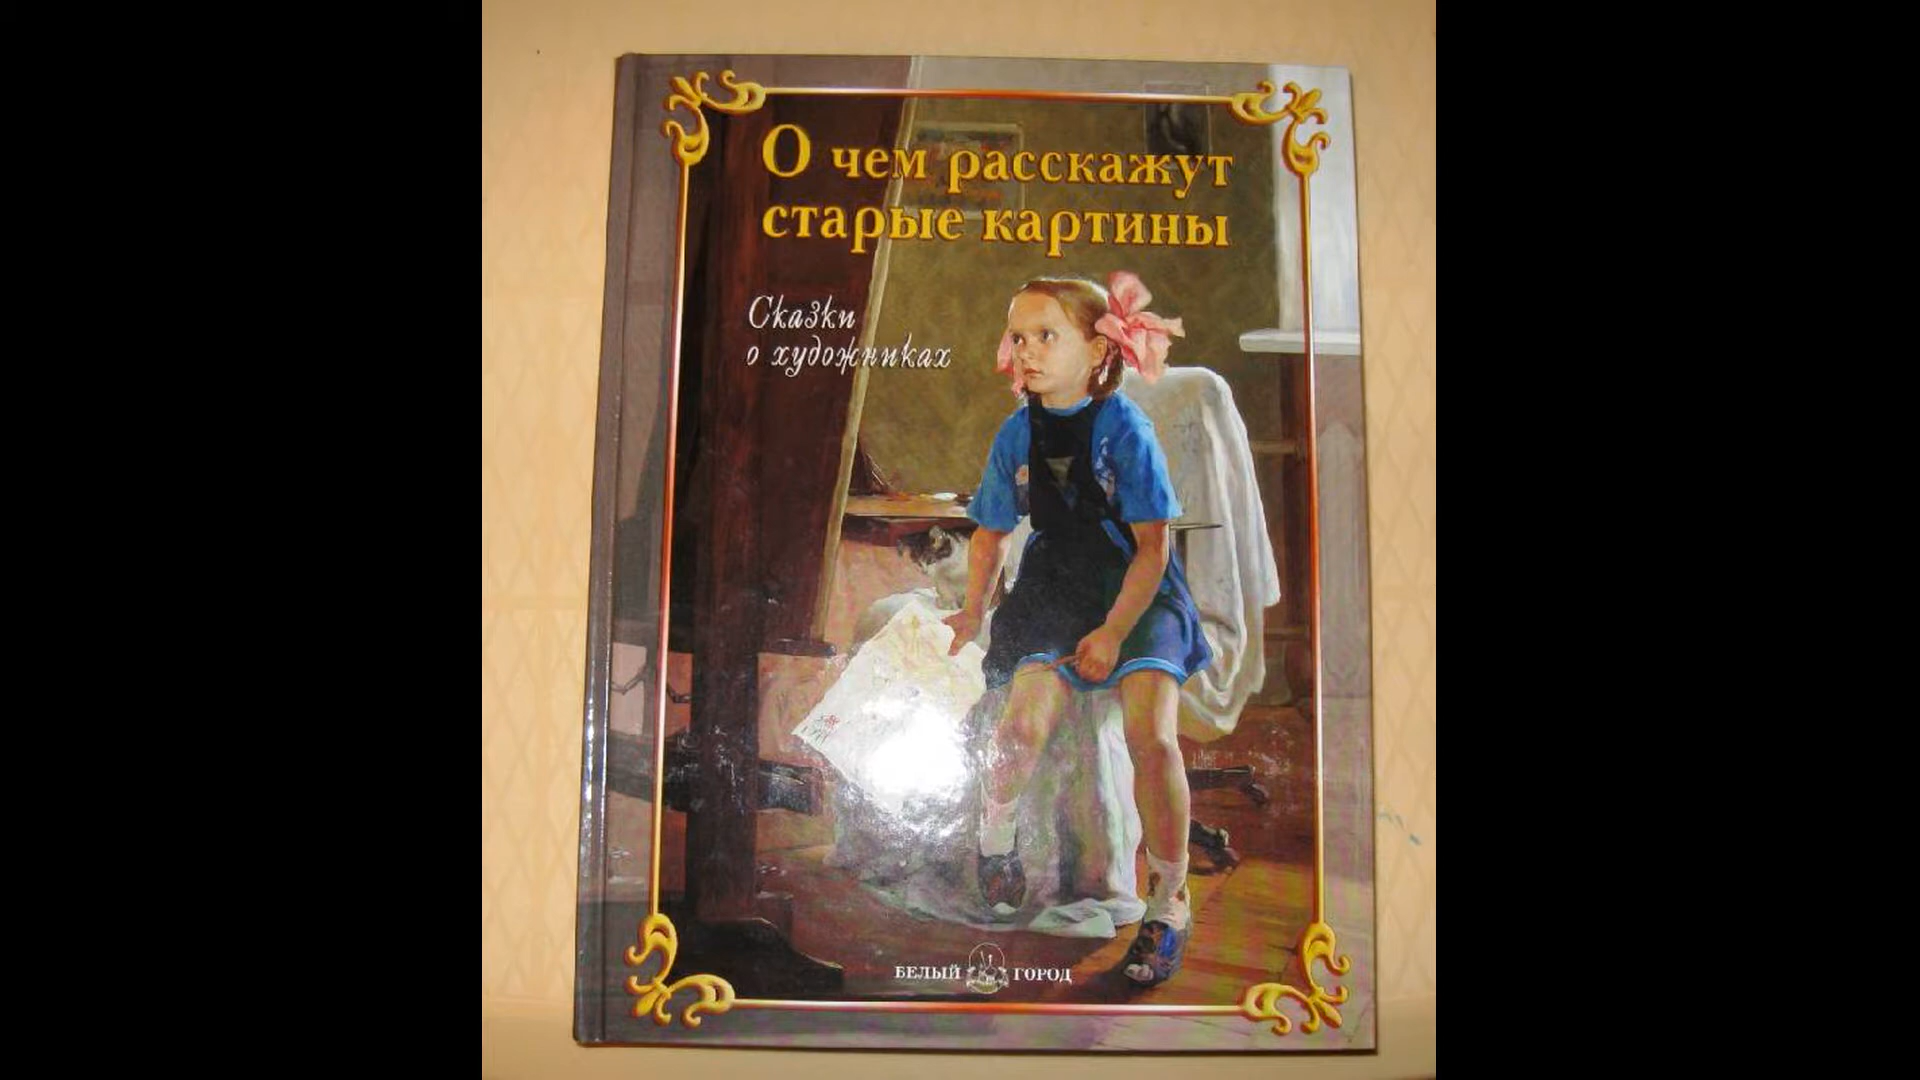 О чем расскажут
старые картины
Сказки
о художниках
БЕЛЫЙ ГОРОД